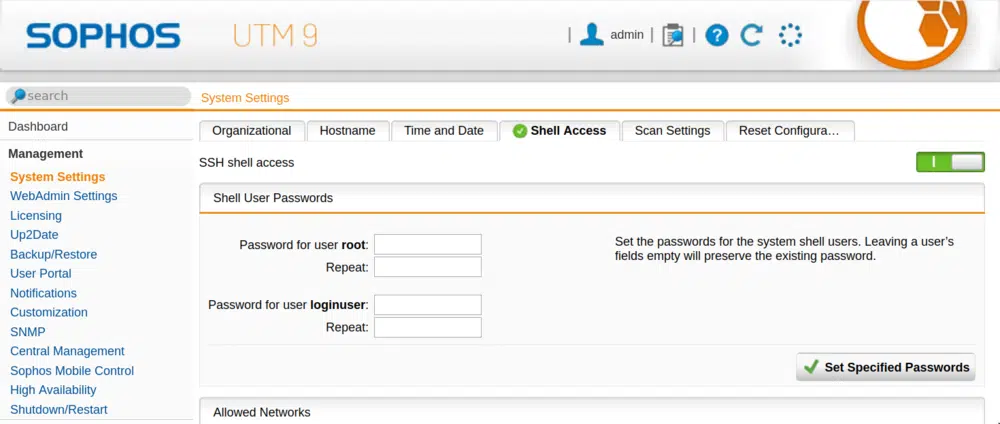 SOPHOS UTM 9 | admin | | ?
search
System Settings
Dashboard
Management
System Settings
WebAdmin Settings
Licensing
Up2Date
Backup/Restore
User Portal
Notifications
Customization
SNMP
Central Management
Sophos Mobile Control
High Availability
Shutdown/Restart
Organizational Hostname Time and Date Shell Access Scan Settings Reset Configura…
SSH shell access
Shell User Passwords
Password for user root:
Repeat:
Password for user loginuser:
Repeat:
Set the passwords for the system shell users. Leaving a user's
fields empty will preserve the existing password.
Set Specified Passwords
Allowed Networks